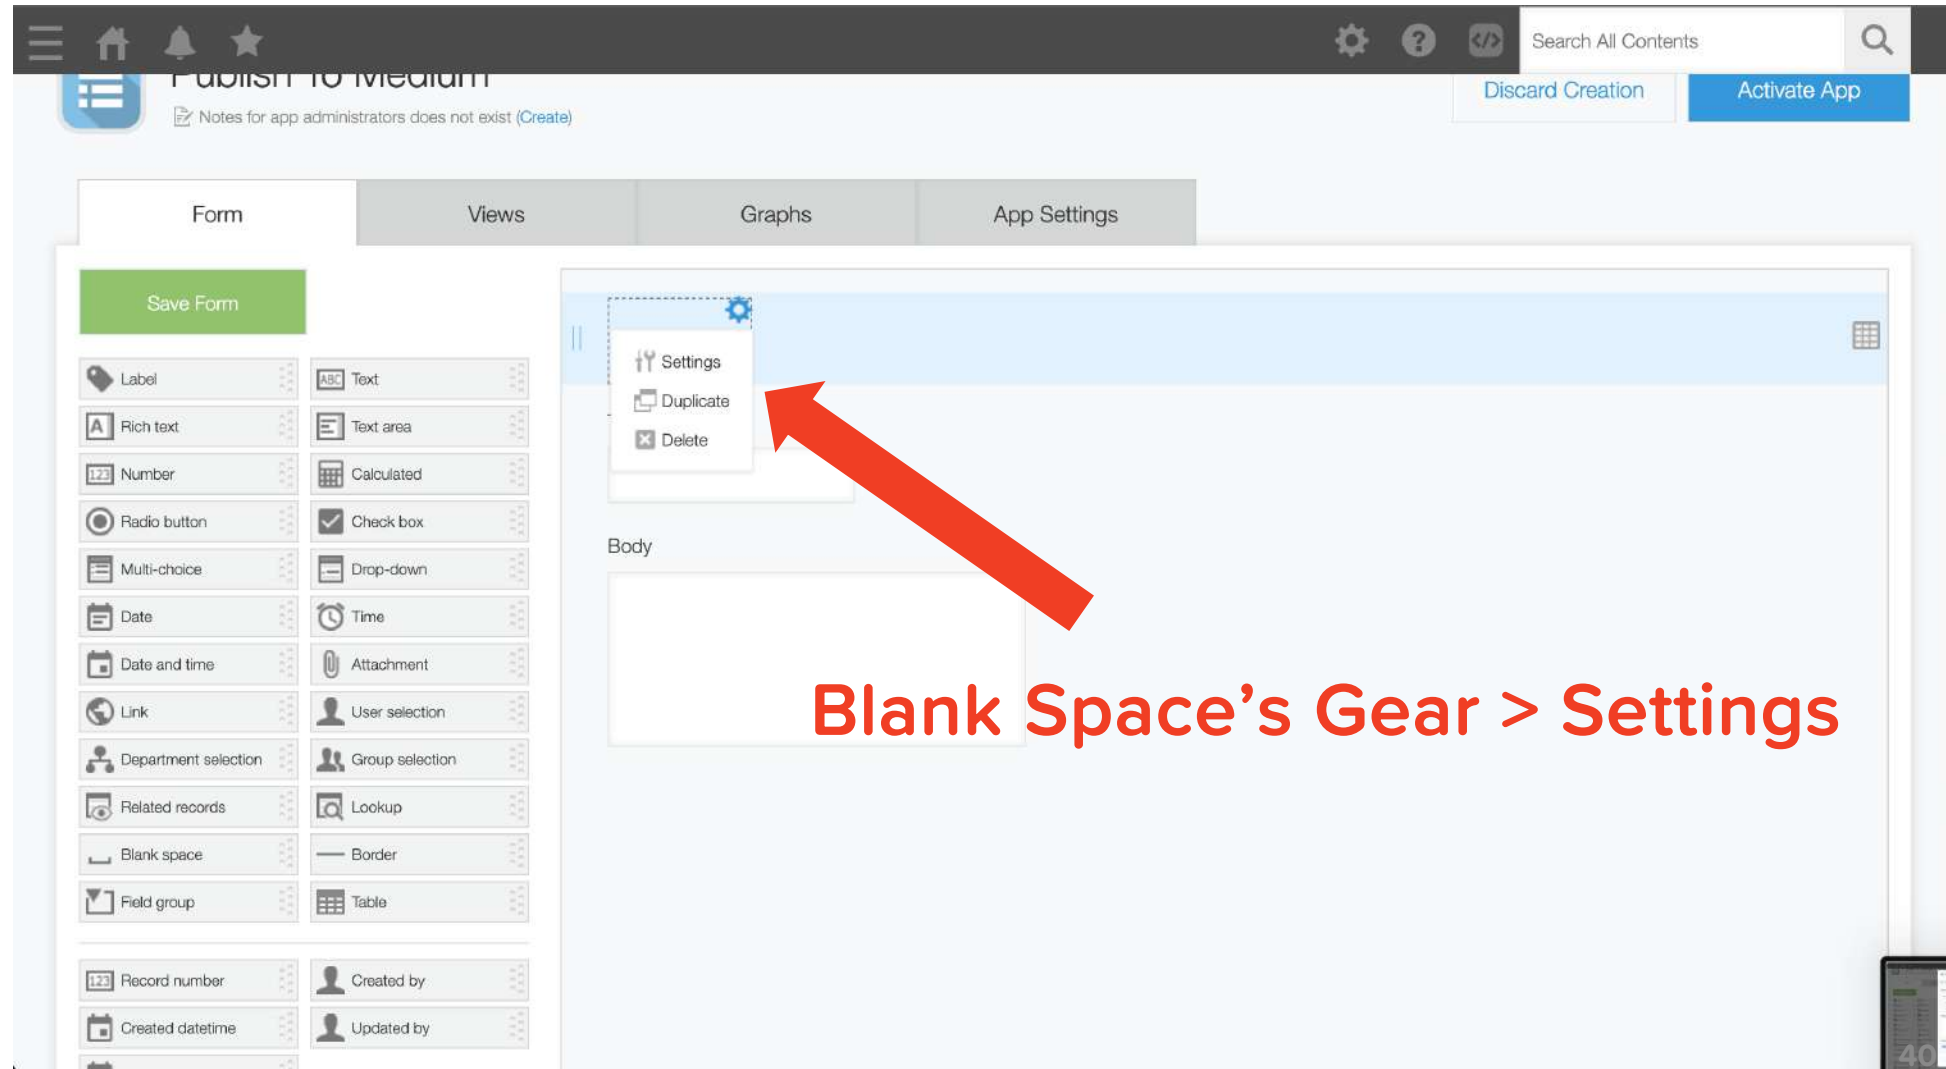 Search All Contents
Publish To Medium
Notes for app administrators does not exist (Create)
Discard Creation
Activate App
Form
Views
Graphs
App Settings
Save Form
Label
ABC Text
A Rich text
Text area
123 Number
Calculated
Radio button
Check box
Multi-choice
Drop-down
Date
Time
Date and time
Attachment
Link
User selection
Department selection
Group selection
Related records
Lookup
Blank space
Border
Field group
Table
123 Record number
Created by
Created datetime
Updated by
Settings
Duplicate
Delete
Body
Blank Space’s Gear > Settings
40